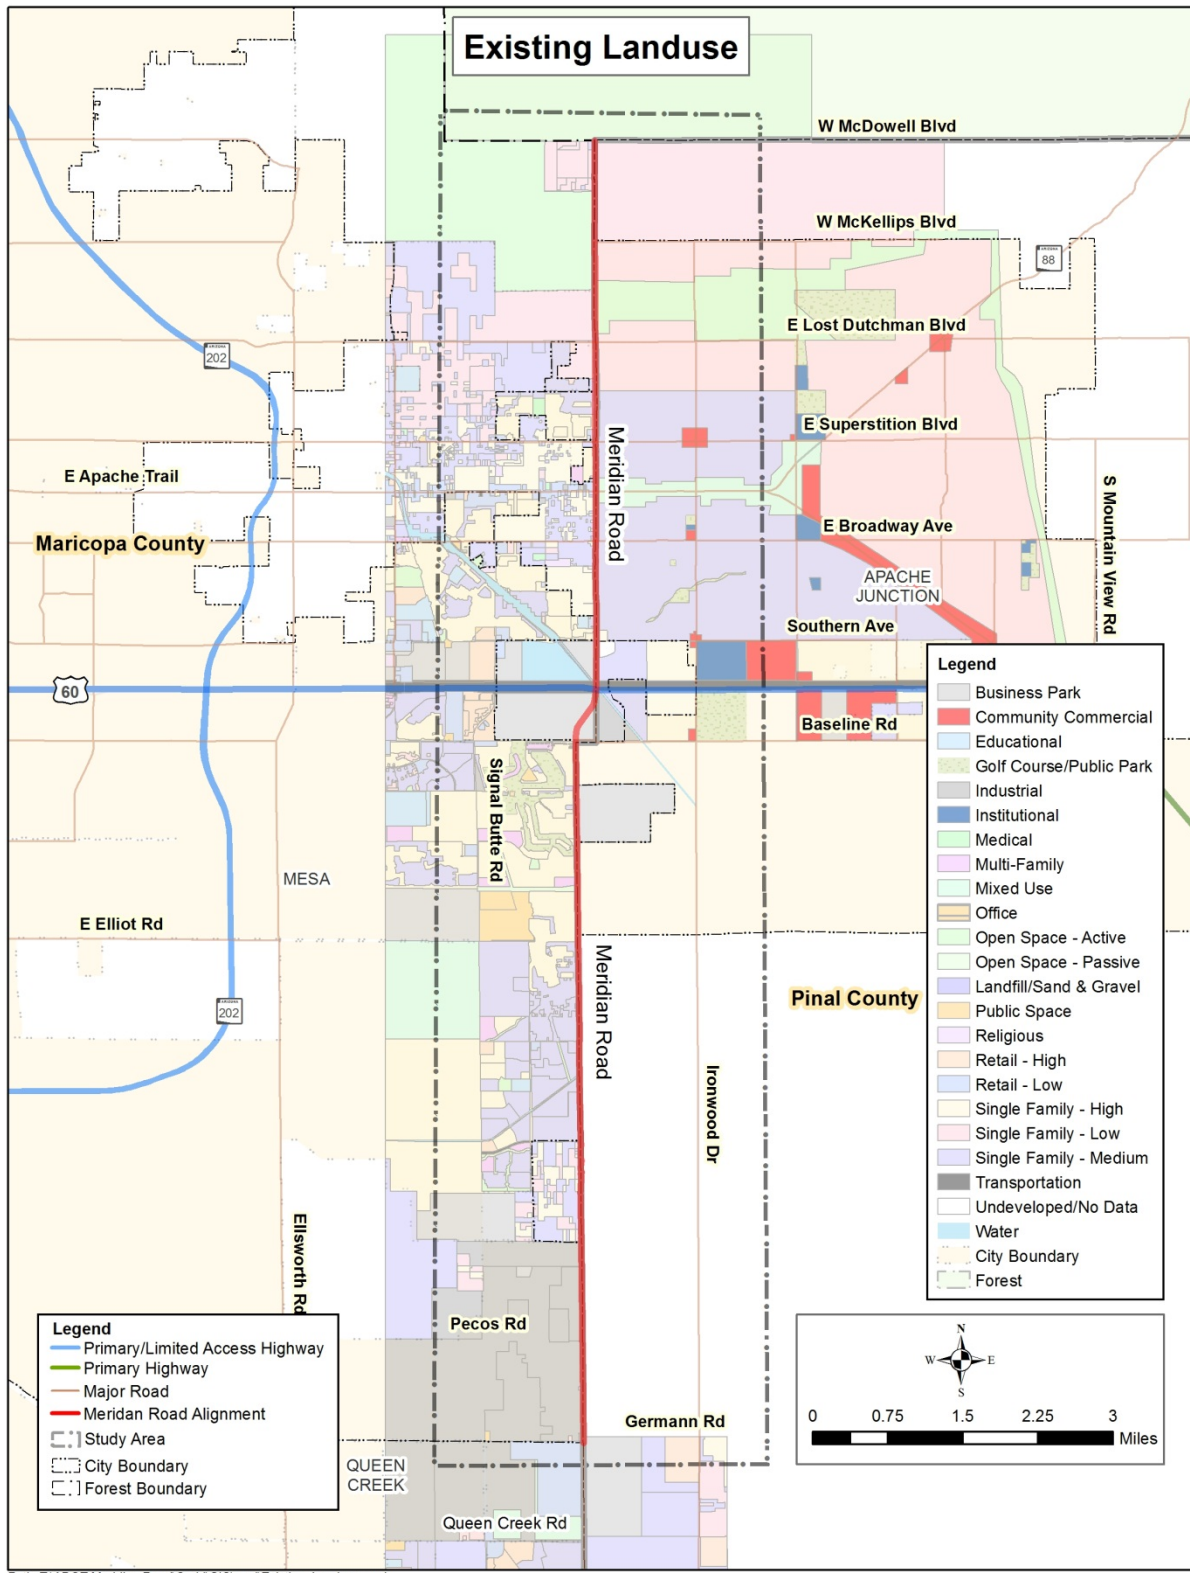 Existing Landuse
W McDowell Blvd
W McKellips Blvd
ARIZONA
88
E Lost Dutchman Blvd
ARIZONA
202
E Superstition Blvd
Meridian Road
E Apache Trail
S Mountain View Rd
E Broadway Ave
Maricopa County
APACHE
JUNCTION
Southern Ave
60
Baseline Rd
Signal Butte Rd
MESA
E Elliot Rd
Meridian Road
Pinal County
ARIZONA
202
Ironwood Dr
Ellsworth Rd
Pecos Rd
Germann Rd
QUEEN
CREEK
Queen Creek Rd
Legend
Business Park
Community Commercial
Educational
Golf Course/Public Park
Industrial
Institutional
Medical
Multi-Family
Mixed Use
Office
Open Space - Active
Open Space - Passive
Landfill/Sand & Gravel
Public Space
Religious
Retail - High
Retail - Low
Single Family - High
Single Family - Low
Single Family - Medium
Transportation
Undeveloped/No Data
Water
City Boundary
Forest
Legend
Primary/Limited Access Highway
Primary Highway
Major Road
Meridan Road Alignment
Study Area
City Boundary
Forest Boundary
N
W E
S
0 0.75 1.5 2.25 3
Miles